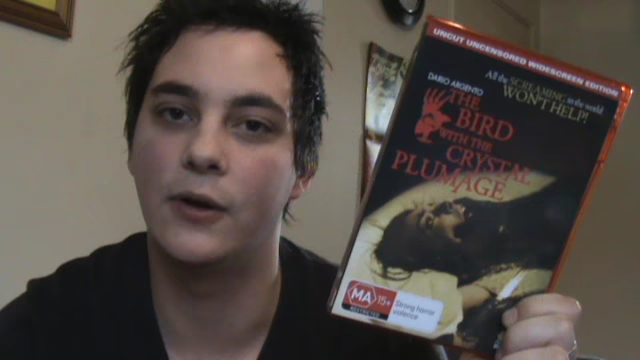 UNCUT UNCENSORED WIDESCREEN EDITION
All the SCREAMING in the world
WON'T HELP!
DARIO ARGENTO
THE
BIRD
WITH THE
CRYSTAL
PLUMAGE
MA 15+
RESTRICTED
Strong horror
violence